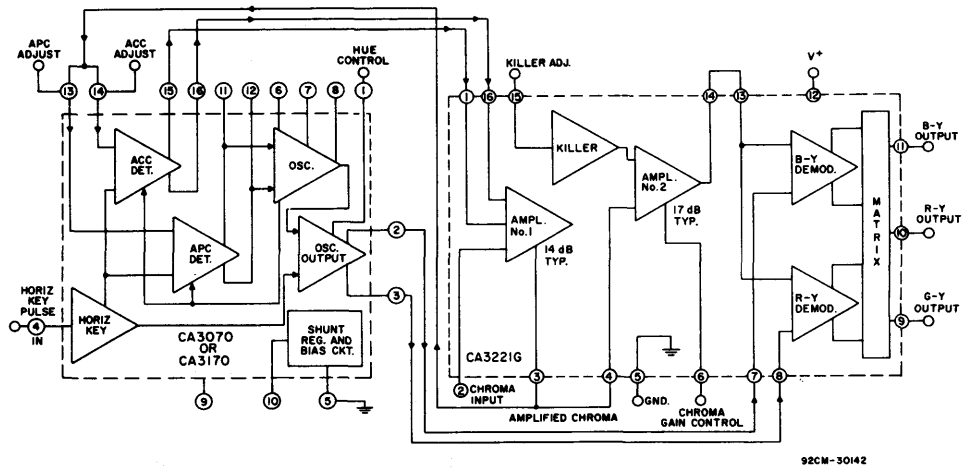 APC
ADJUST
ACC
ADJUST
HUE
CONTROL
KILLER ADJ.
V+
13
14
15
16
11
12
6
7
8
1
1
16
15
14
13
12
ACC
DET.
OSC.
APC
DET.
OSC.
OUTPUT
2
3
HORIZ
KEY PULSE
4
IN
HORIZ
KEY
CA3070
OR
CA3170
SHUNT
REG. AND
BIAS CKT.
9
10
5
KILLER
AMPL.
No.2
17 dB
TYP.
AMPL.
No.1
14 dB
TYP.
CA3221G
B-Y
DEMOD.
R-Y
DEMOD.
MATRIX
11
B-Y
OUTPUT
10
R-Y
OUTPUT
9
G-Y
OUTPUT
2
CHROMA
INPUT
3
4
5
GND.
6
CHROMA
GAIN CONTROL
7
8
AMPLIFIED CHROMA
92CM-30142